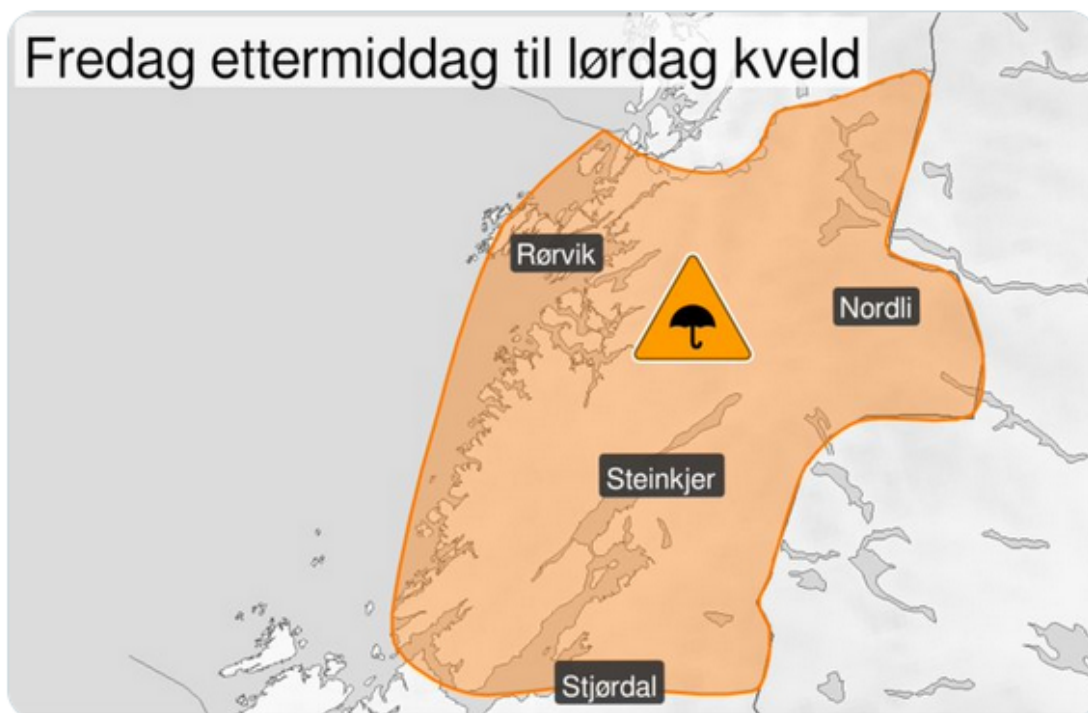 Fredag ettermiddag til lørdag kveld
Rørvik
Nordli
Steinkjer
Stjørdal